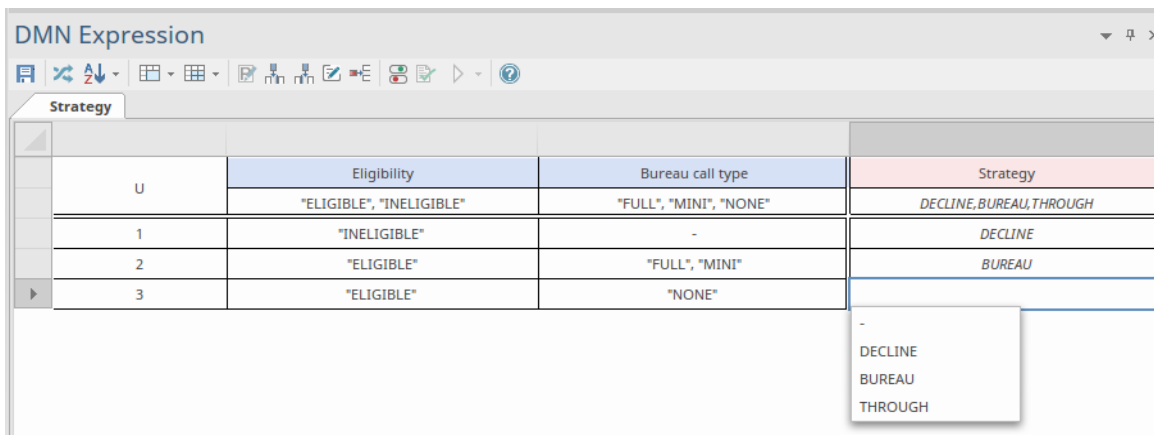 DMN Expression
Strategy
U
Eligibility
Bureau call type
Strategy
"ELIGIBLE", "INELIGIBLE"
"FULL", "MINI", "NONE"
DECLINE,BUREAU,THROUGH
1 "INELIGIBLE" - DECLINE
2 "ELIGIBLE" "FULL", "MINI" BUREAU
3 "ELIGIBLE" "NONE"
-
DECLINE
BUREAU
THROUGH